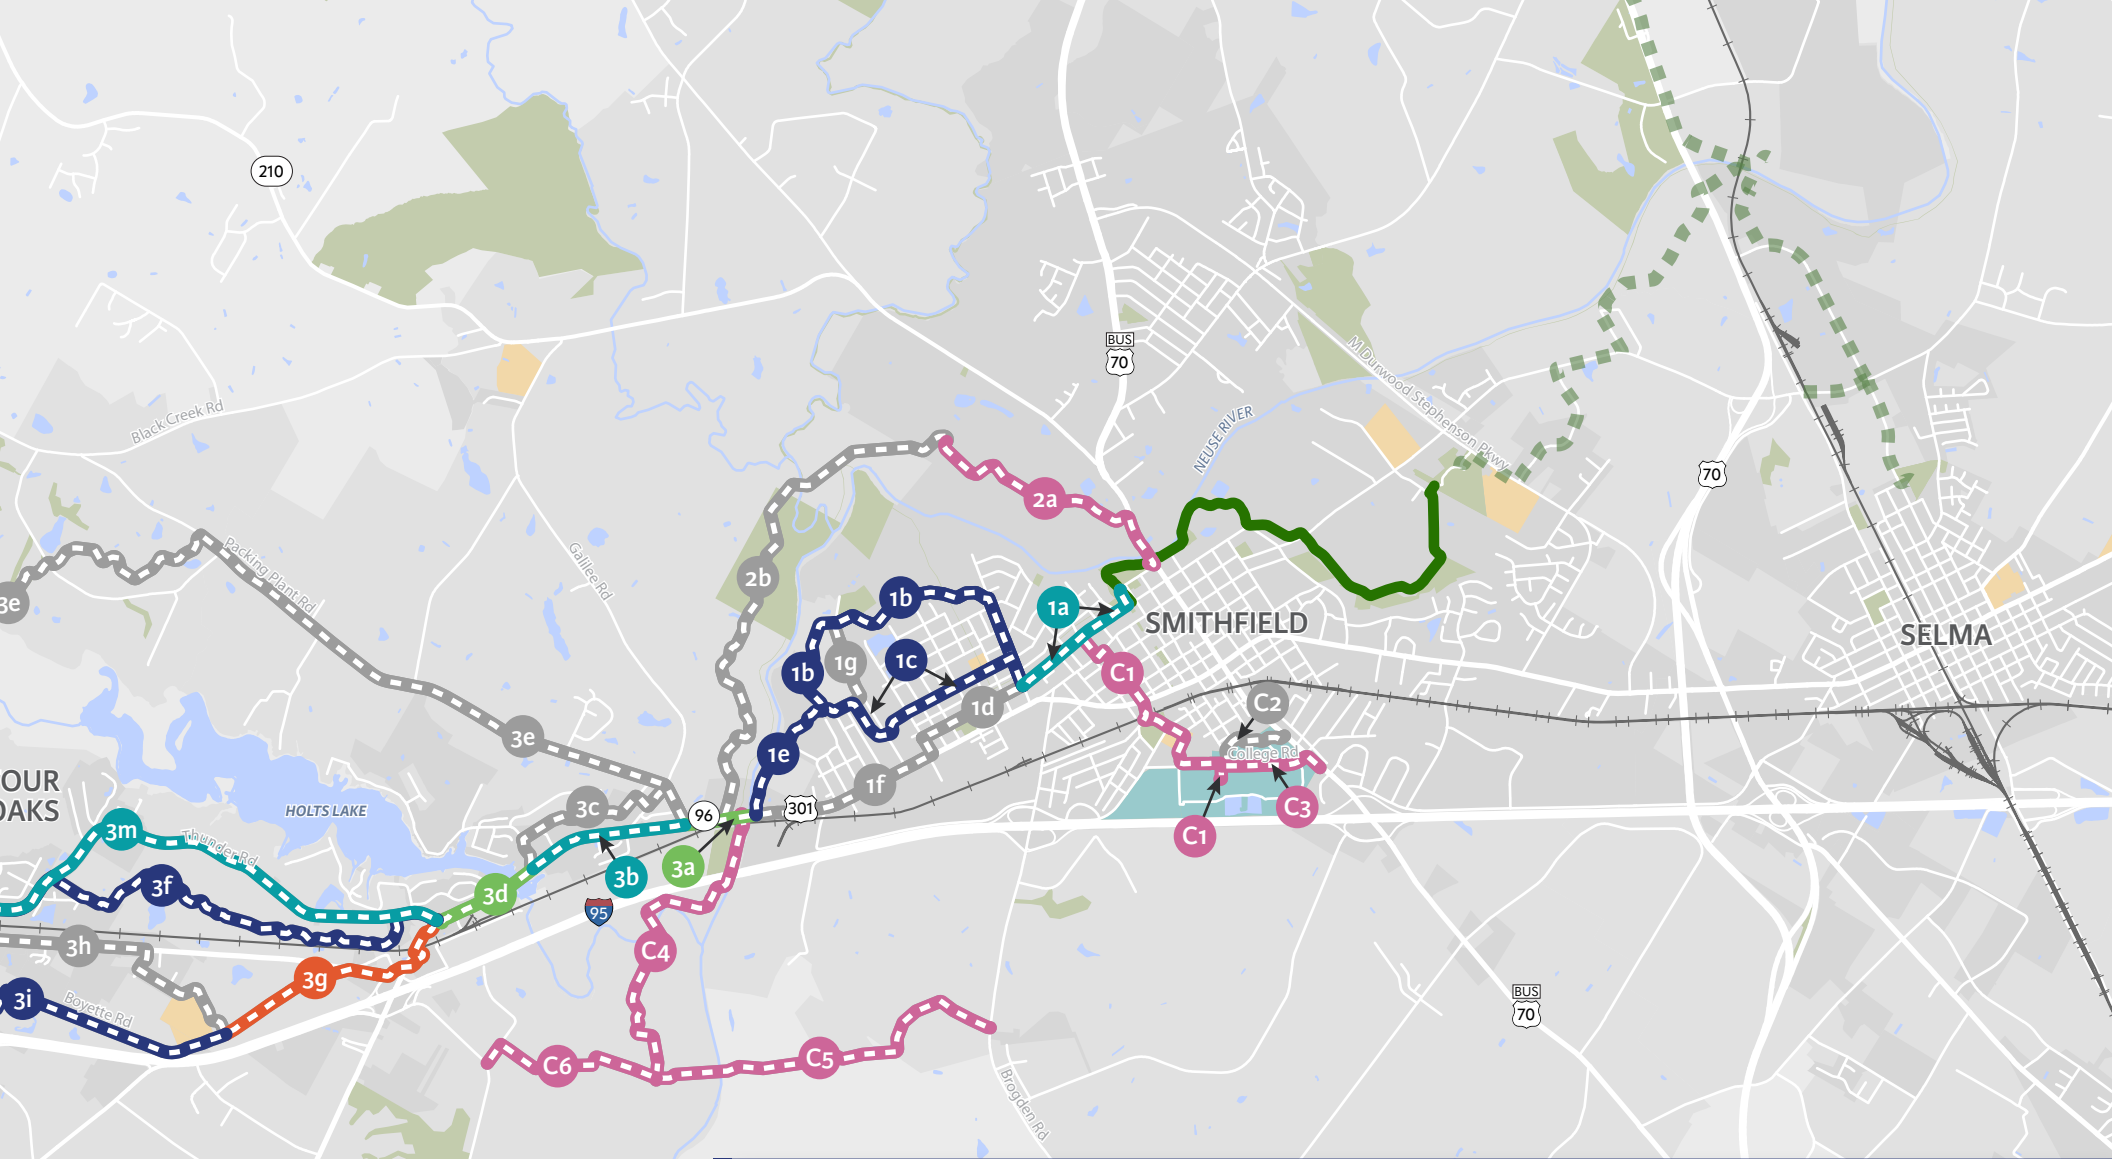 210
BUS
70
M Durwood Stephenson Pkwy
NEUSE RIVER
Black Creek Rd
70
2a
Packing Plant Rd
Galilee Rd
2b
3e
1b
1a
SMITHFIELD
SELMA
1b
1g
1c
C1
1d
C2
3e
1e
College Rd
OUR
OAKS
1f
HOLTS LAKE
3c
96
301
C3
3m
Thunder Rd
C1
3a
3b
3f
3d
95
3h
C4
3g
3i
Boyette Rd
BUS
70
C6
C5
Brogden Rd